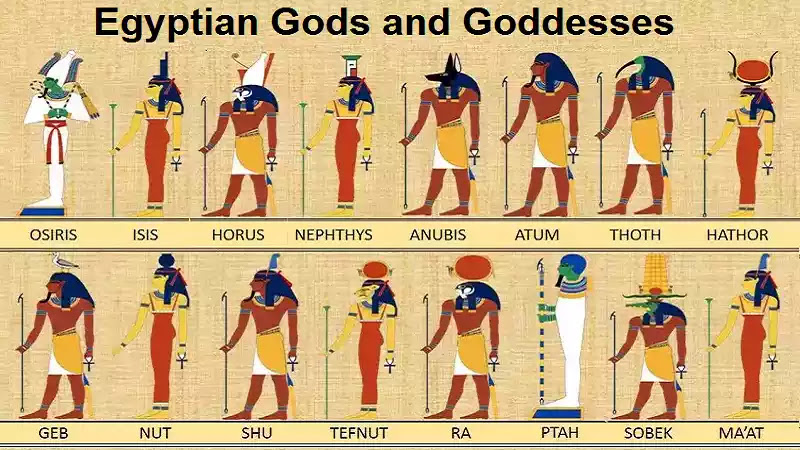 Egyptian Gods and Goddesses
OSIRIS ISIS HORUS NEPHTHYS ANUBIS ATUM THOTH HATHOR
GEB NUT SHU TEFNUT RA PTAH SOBEK MA’AT